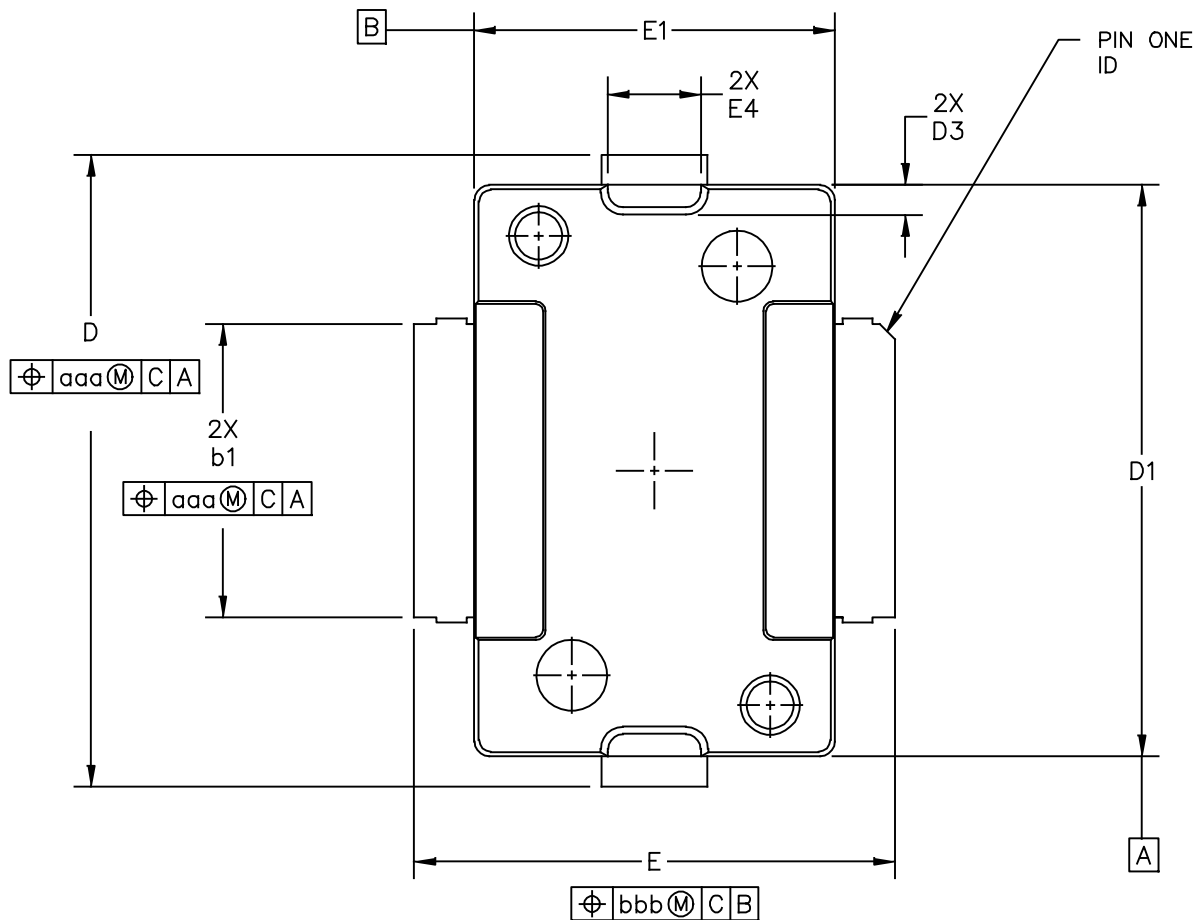 B
E1
PIN ONE
ID
2X
E4
2X
D3
D
⌖ aaa Ⓜ C A
2X
b1
⌖ aaa Ⓜ C A
D1
E
⌖ bbb Ⓜ C B
A